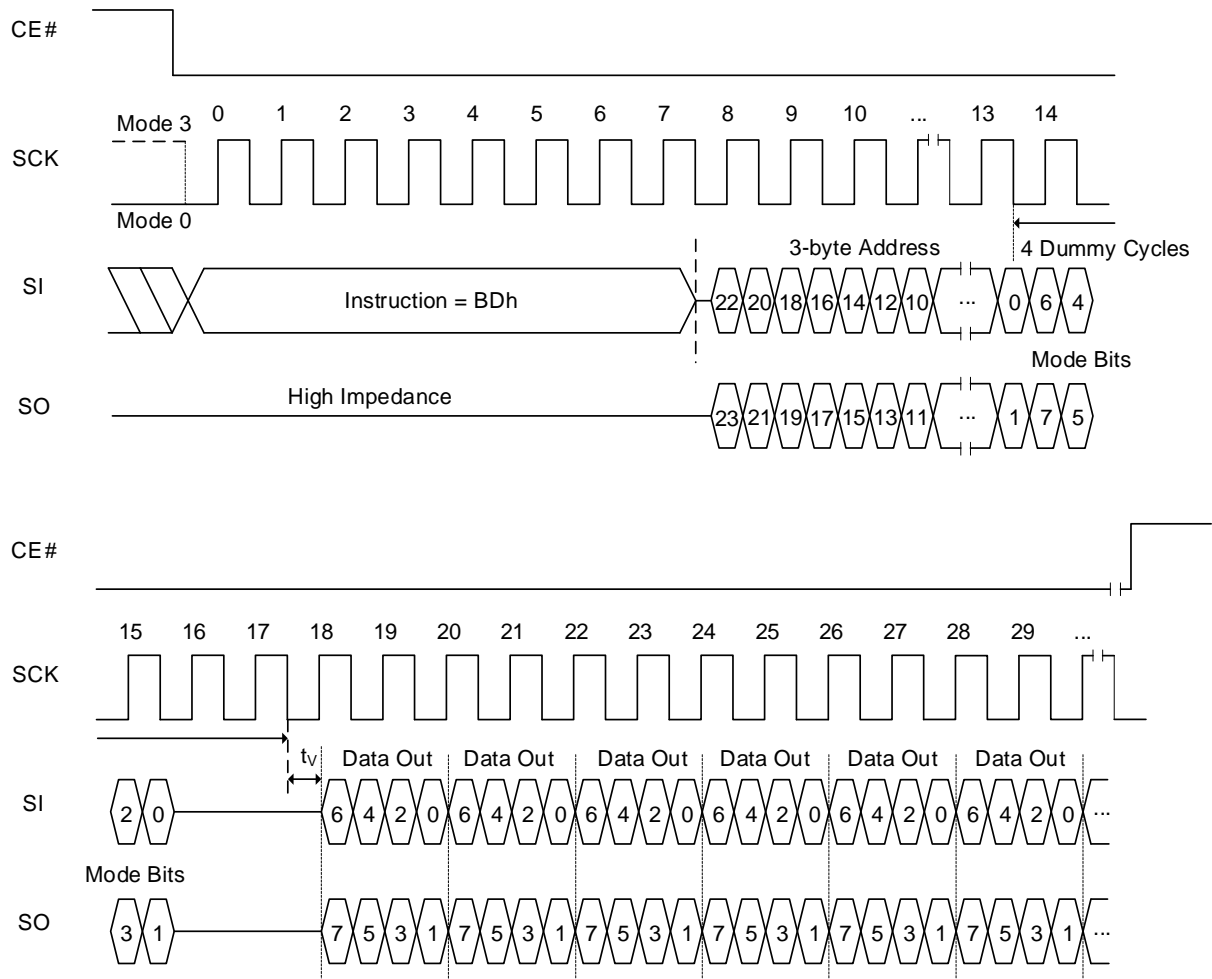 CE#
0 1 2 3 4 5 6 7 8 9 10 ... 13 14
Mode 3
SCK
Mode 0
3-byte Address 4 Dummy Cycles
SI
Instruction = BDh 22 20 18 16 14 12 10 ... 0 6 4
Mode Bits
High Impedance
SO
23 21 19 17 15 13 11 ... 1 7 5
CE#
15 16 17 18 19 20 21 22 23 24 25 26 27 28 29 ...
SCK
tV Data Out Data Out Data Out Data Out Data Out Data Out
SI
2 0 6 4 2 0 6 4 2 0 6 4 2 0 6 4 2 0 6 4 2 0 6 4 2 0 ...
Mode Bits
SO
3 1 7 5 3 1 7 5 3 1 7 5 3 1 7 5 3 1 7 5 3 1 7 5 3 1 ...